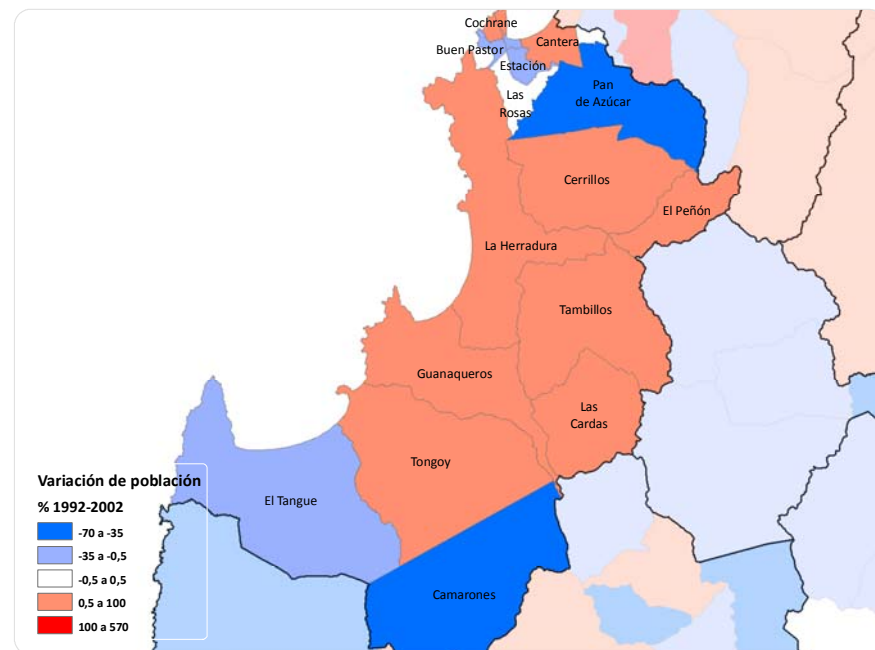 Cochrane
Buen Pastor
Cantera
Estación
Las
Rosas
Pan
de Azúcar
Cerrillos
El Peñón
La Herradura
Tambillos
Guanaqueros
Las
Cardas
Tongoy
El Tangue
Camarones
Variación de población
% 1992-2002
-70 a -35
-35 a -0,5
-0,5 a 0,5
0,5 a 100
100 a 570